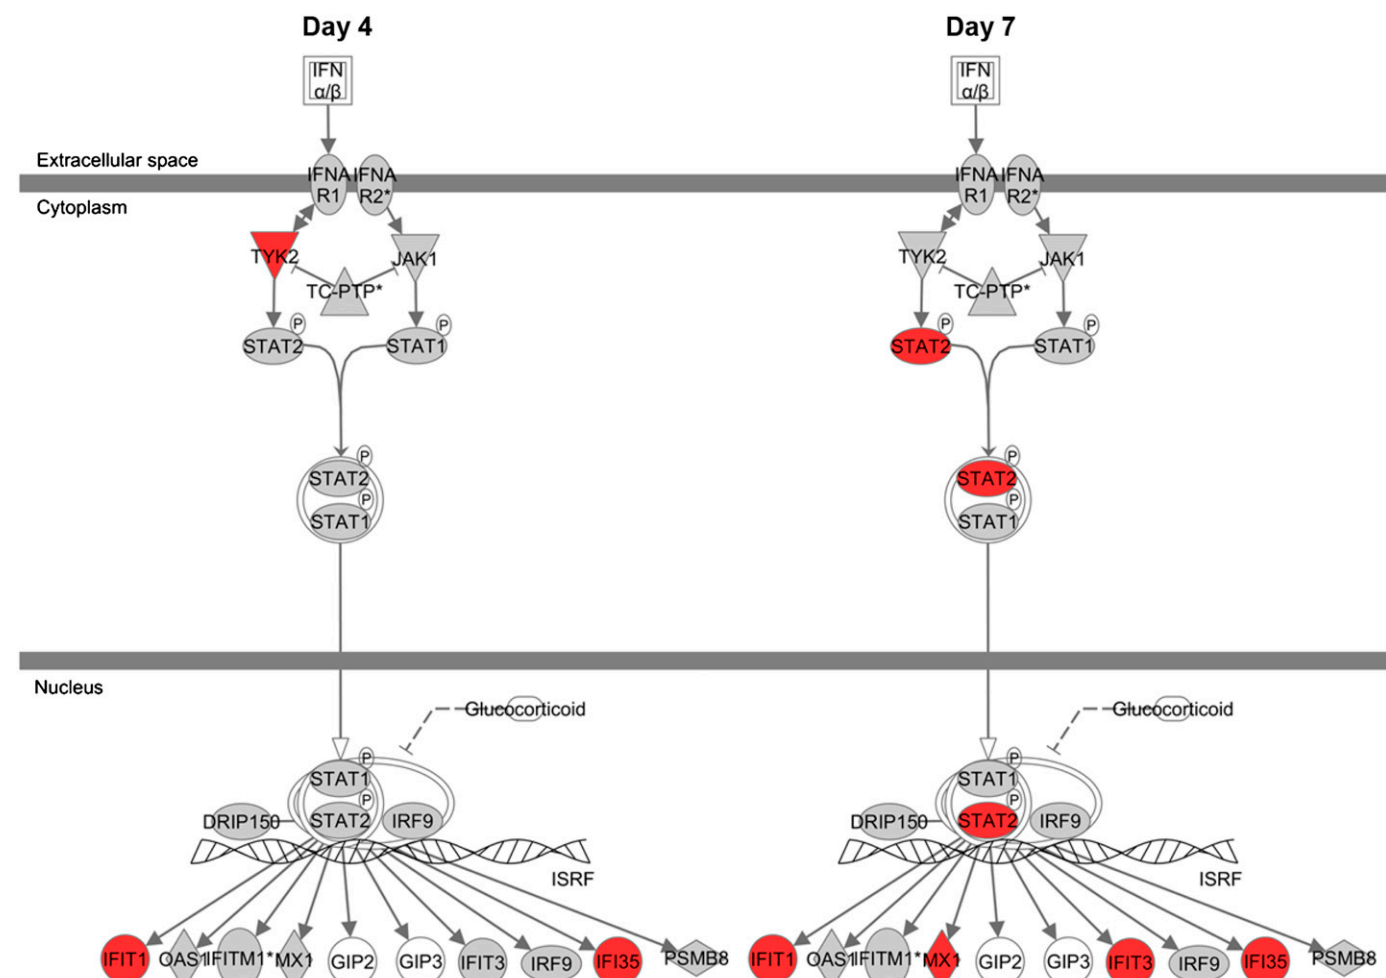 Day 4
Day 7
IFN
α/β
IFN
α/β
Extracellular space
IFNA
R1
IFNA
R2*
IFNA
R1
IFNA
R2*
Cytoplasm
TYK2
JAK1
TYK2
JAK1
TC-PTP*
TC-PTP*
P
P
P
P
STAT2
STAT1
STAT2
STAT1
P
STAT2
P
STAT1
P
STAT2
P
STAT1
Nucleus
Glucocorticoid
Glucocorticoid
P
STAT1
P
STAT2
DRIP150
IRF9
P
STAT1
P
STAT2
DRIP150
IRF9
ISRF
ISRF
IFIT1
OAS1
IFITM1*
MX1
GIP2
GIP3
IFIT3
IRF9
IFI35
PSMB8
IFIT1
OAS1
IFITM1*
MX1
GIP2
GIP3
IFIT3
IRF9
IFI35
PSMB8